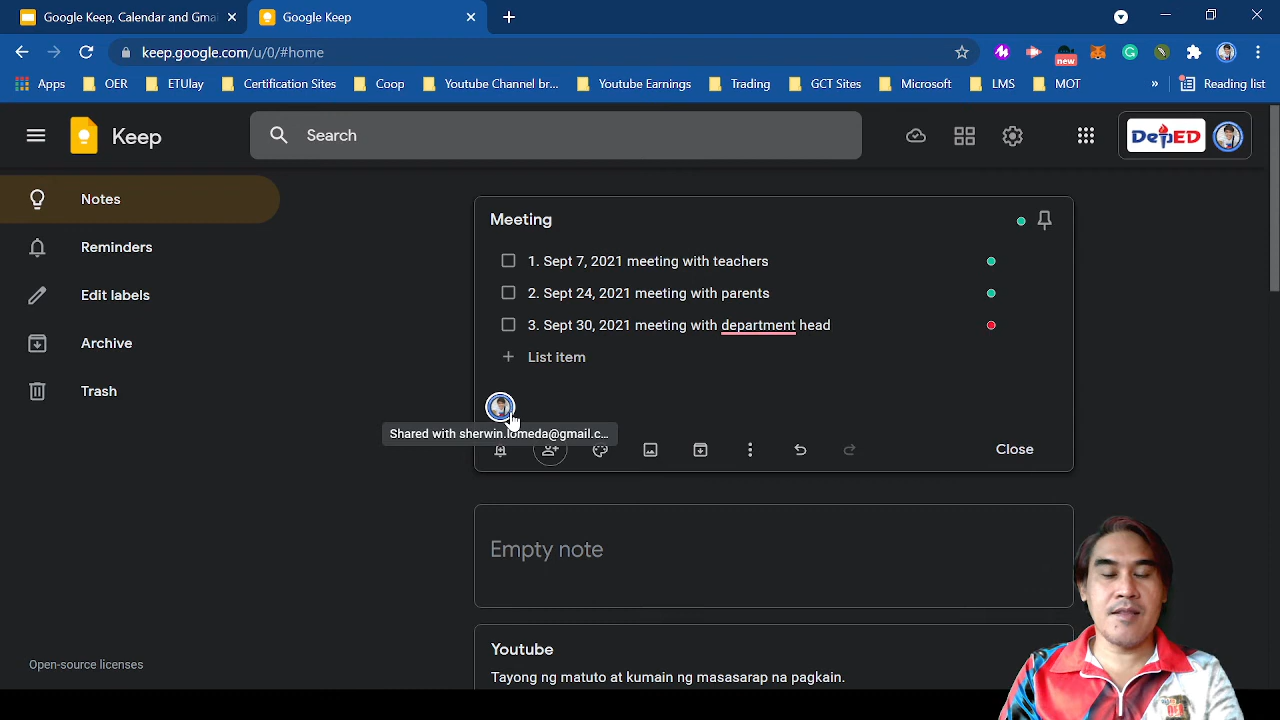 Google Keep, Calendar and Gma
Google Keep
keep.google.com/u/0/#home
new
Apps
OER
ETUlay
Certification Sites
Coop
Youtube Channel br...
Youtube Earnings
Trading
GCT Sites
Microsoft
LMS
MOT
»
Reading list
Keep
Search
DepED
Notes
Reminders
Edit labels
Archive
Trash
Meeting
1. Sept 7, 2021 meeting with teachers
2. Sept 24, 2021 meeting with parents
3. Sept 30, 2021 meeting with department head
+ List item
Shared with sherwin.lomeda@gmail.c...
Close
Empty note
Youtube
Tayong ng matuto at kumain ng masasarap na pagkain.
Open-source licenses